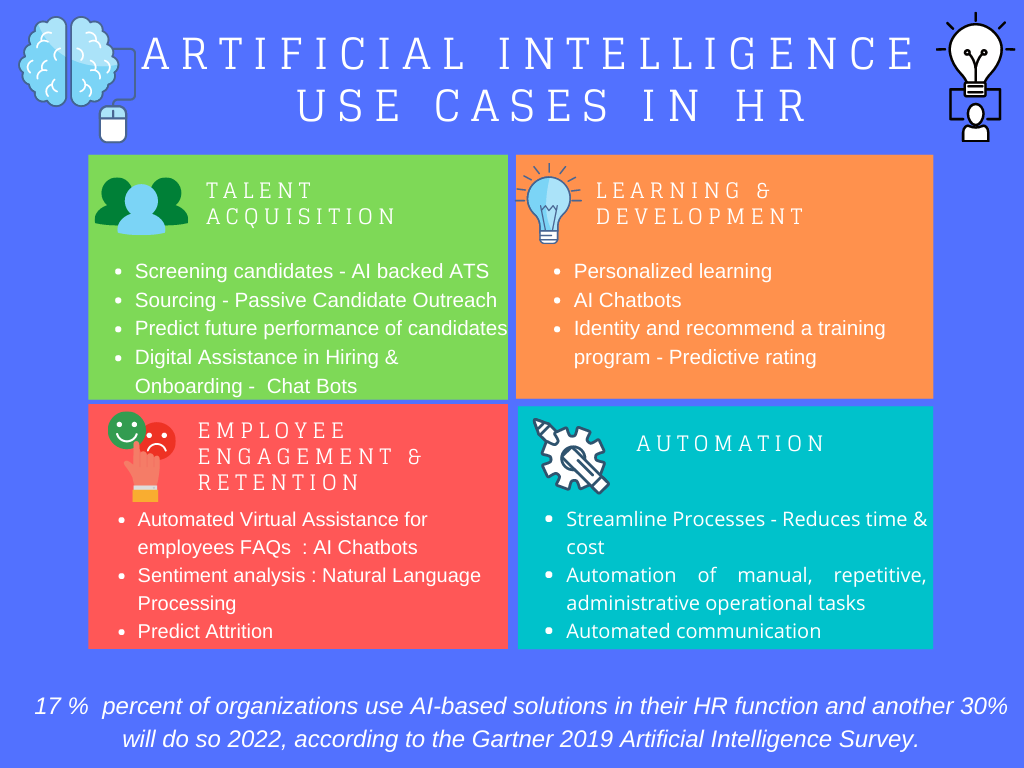 ARTIFICIAL INTELLIGENCE
USE CASES IN HR
TALENT
ACQUISITION
• Screening candidates - AI backed ATS
• Sourcing - Passive Candidate Outreach
• Predict future performance of candidates
• Digital Assistance in Hiring &
Onboarding - Chat Bots
LEARNING &
DEVELOPMENT
• Personalized learning
• AI Chatbots
• Identity and recommend a training
program - Predictive rating
EMPLOYEE
ENGAGEMENT &
RETENTION
• Automated Virtual Assistance for
employees FAQs : AI Chatbots
• Sentiment analysis : Natural Language
Processing
• Predict Attrition
AUTOMATION
• Streamline Processes - Reduces time &
cost
• Automation of manual, repetitive,
administrative operational tasks
• Automated communication
17 % percent of organizations use AI-based solutions in their HR function and another 30%
will do so 2022, according to the Gartner 2019 Artificial Intelligence Survey.